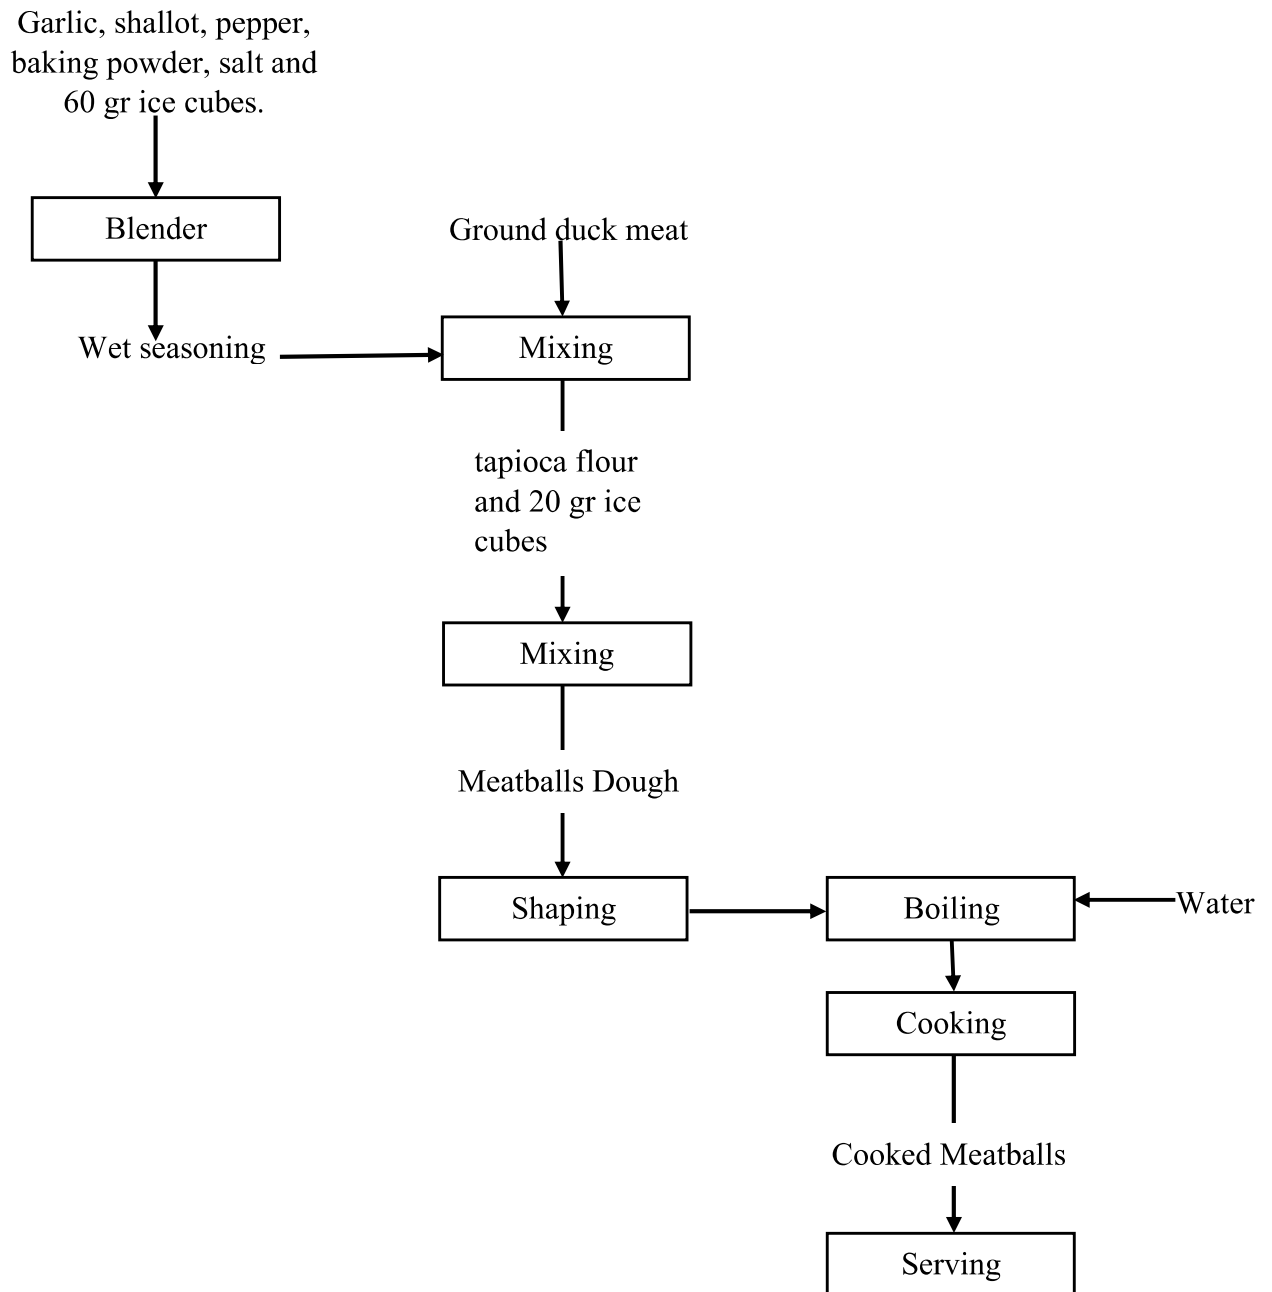 Garlic, shallot, pepper,
baking powder, salt and
60 gr ice cubes.
Blender
Ground duck meat
Wet seasoning
Mixing
tapioca flour
and 20 gr ice
cubes
Mixing
Meatballs Dough
Shaping
Boiling
Water
Cooking
Cooked Meatballs
Serving